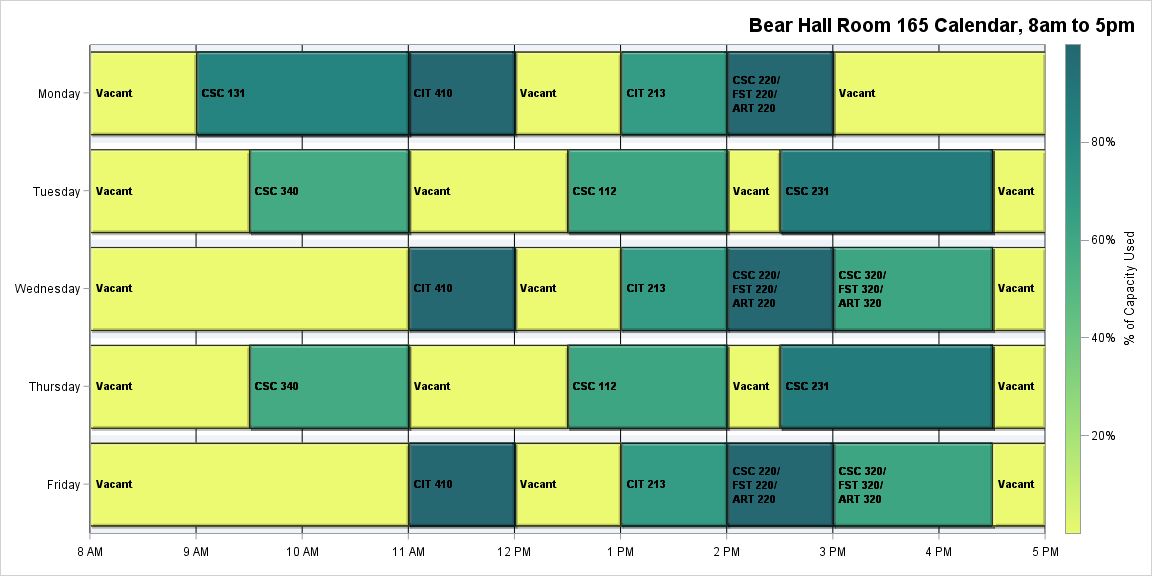 Bear Hall Room 165 Calendar, 8am to 5pm
Monday
Vacant
CSC 131
CIT 410
Vacant
CIT 213
CSC 220/
FST 220/
ART 220
Vacant
Tuesday
Vacant
CSC 340
Vacant
CSC 112
Vacant
CSC 231
Vacant
Wednesday
Vacant
CIT 410
Vacant
CIT 213
CSC 220/
FST 220/
ART 220
CSC 320/
FST 320/
ART 320
Vacant
Thursday
Vacant
CSC 340
Vacant
CSC 112
Vacant
CSC 231
Vacant
Friday
Vacant
CIT 410
Vacant
CIT 213
CSC 220/
FST 220/
ART 220
CSC 320/
FST 320/
ART 320
Vacant
8 AM
9 AM
10 AM
11 AM
12 PM
1 PM
2 PM
3 PM
4 PM
5 PM
80%
60%
40%
20%
% of Capacity Used